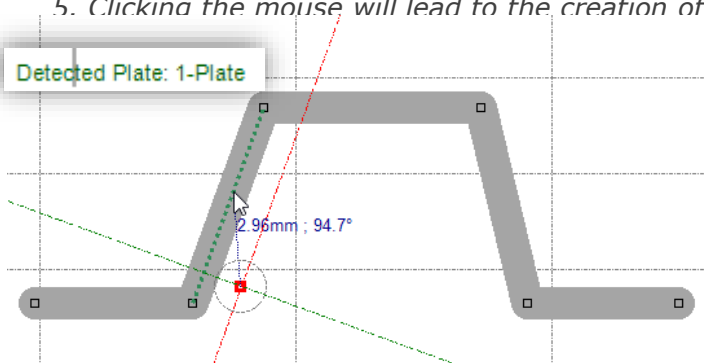 5. Clicking the mouse will lead to the creation of
Detected Plate: 1-Plate
2.96mm ; 94.7°